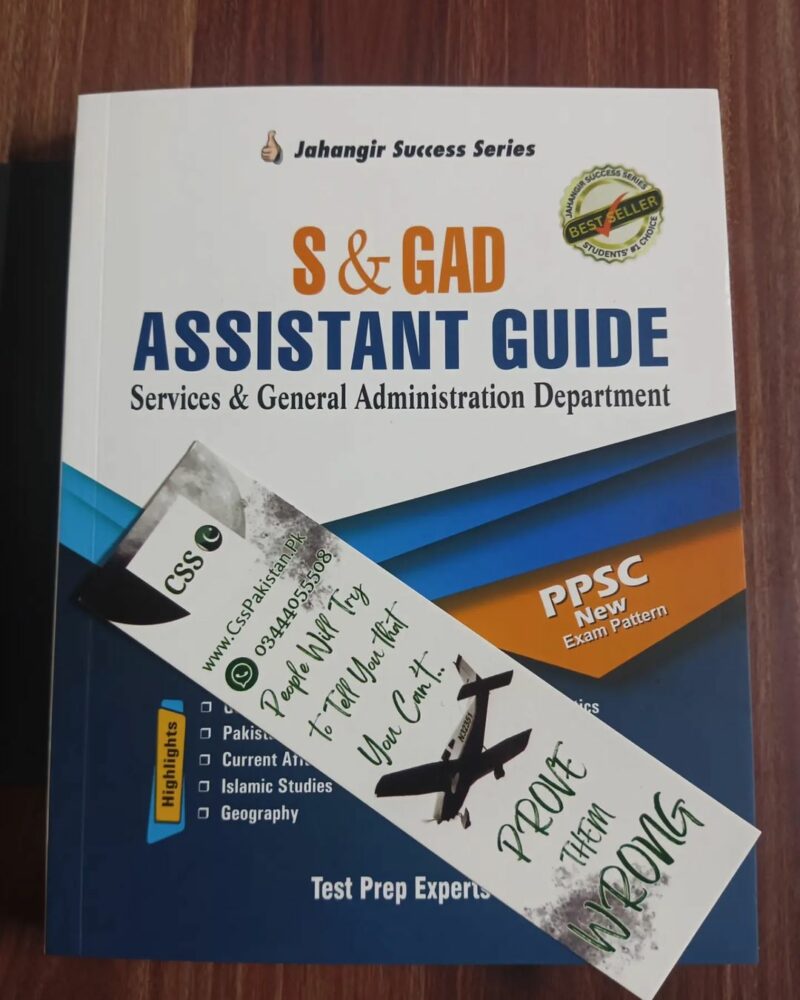 Jahangir Success Series
JAHANGIR SUCCESS SERIES
BEST SELLER
STUDENTS' #1 CHOICE
S & GAD
ASSISTANT GUIDE
Services & General Administration Department
PPSC
New
Exam Pattern
CSS
www.CssPakistan.Pk
03444055508
People Will Try
to Tell You that
You Can't..
N325ST
PROVE
THEM
WRONG
Highlights
Current
Islamic Studies
Geography
Test Prep Experts